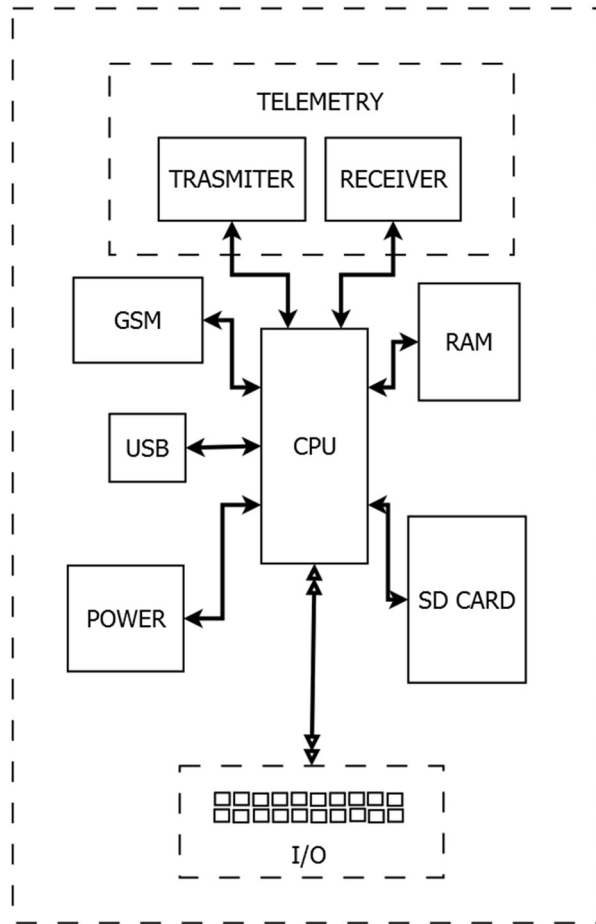 TELEMETRY
TRASMITER
RECEIVER
GSM
RAM
USB
CPU
POWER
SD CARD
I/O